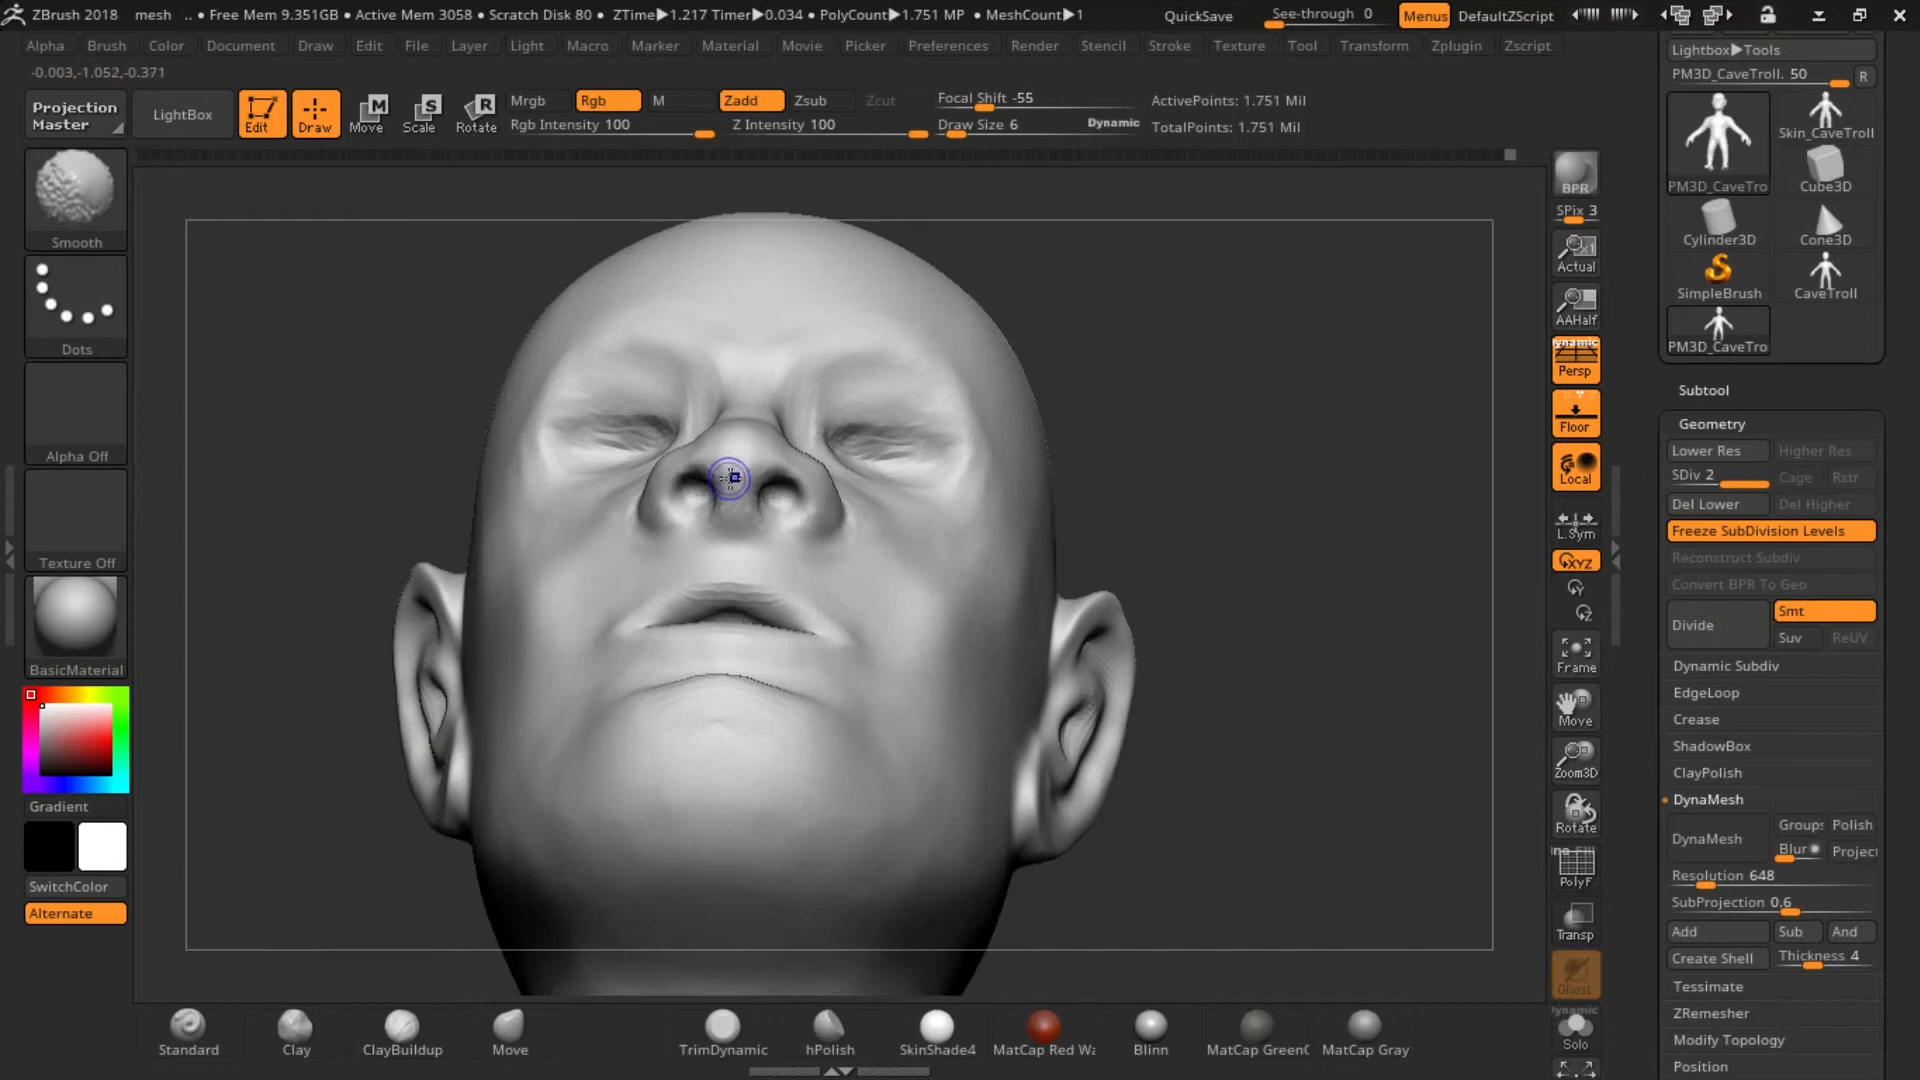 ZBrush 2018 mesh .. • Free Mem 9.351GB • Active Mem 3058 • Scratch Disk 80 • ZTime▶1.217 Timer▶0.034 • PolyCount▶1.751 MP • MeshCount▶1 QuickSave See-through 0 Menus DefaultZScript
Alpha Brush Color Document Draw Edit File Layer Light Macro Marker Material Movie Picker Preferences Render Stencil Stroke Texture Tool Transform Zplugin Zscript
-0.003,-1.052,-0.371
Projection Master
LightBox
Edit
Draw
M
Move
S
Scale
R
Rotate
Mrgb Rgb M Zadd Zsub Zcut
Rgb Intensity 100 Z Intensity 100
Focal Shift -55
Draw Size 6 Dynamic
ActivePoints: 1.751 Mil
TotalPoints: 1.751 Mil
Smooth
Dots
Alpha Off
Texture Off
BasicMaterial
Gradient
SwitchColor
Alternate
BPR
SPix 3
Actual
AAHalf
Persp
Floor
Local
L.Sym
XYZ
Y
Z
Frame
Move
Zoom3D
Rotate
PolyF
Transp
Ghost
Dynamic
Solo
Lightbox▶Tools
PM3D_CaveTroll. 50 R
PM3D_CaveTro
Skin_CaveTroll
Cube3D
Cylinder3D Cone3D
SimpleBrush CaveTroll
PM3D_CaveTro
Subtool
Geometry
Lower Res Higher Res
SDiv 2 Cage Rstr
Del Lower Del Higher
Freeze SubDivision Levels
Reconstruct Subdiv
Convert BPR To Geo
Divide Smt
Suv ReUV
Dynamic Subdiv
EdgeLoop
Crease
ShadowBox
ClayPolish
DynaMesh
DynaMesh Groups Polish
Blur Project
Resolution 648
SubProjection 0.6
Add Sub And
Create Shell Thickness 4
Tessimate
ZRemesher
Modify Topology
Position
Standard Clay ClayBuildup Move TrimDynamic hPolish SkinShade4 MatCap Red Wa Blinn MatCap GreenC MatCap Gray